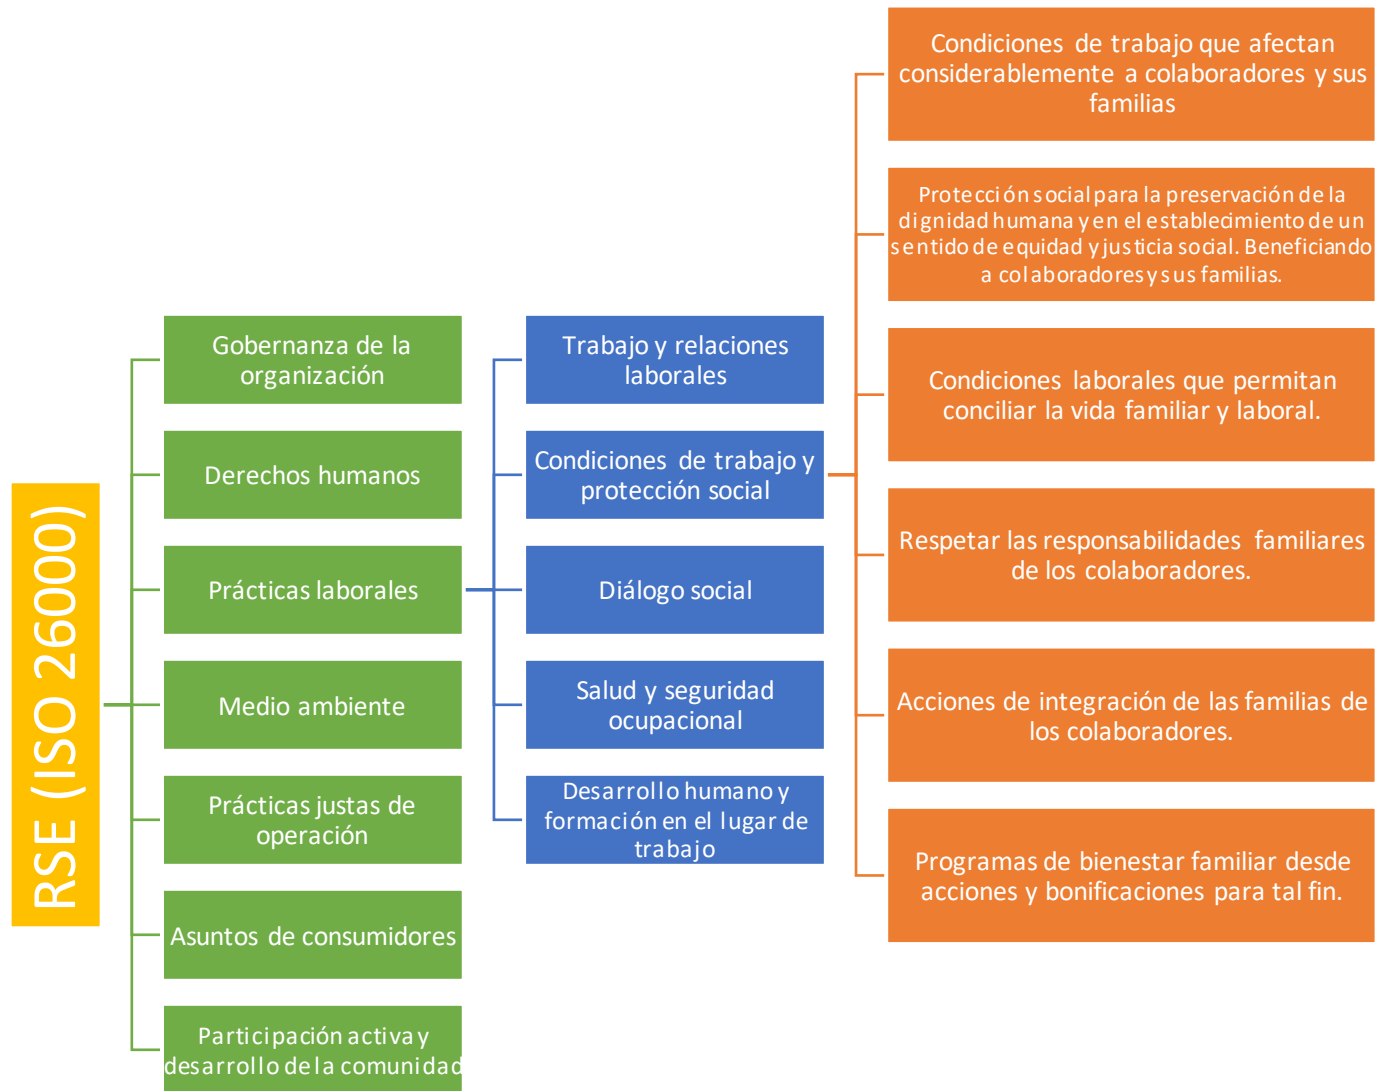 RSE (ISO 26000)
Gobernanza de la
organización
Derechos humanos
Prácticas laborales
Medio ambiente
Prácticas justas de
operación
Asuntos de consumidores
Participación activa y
desarrollo de la comunidad
Trabajo y relaciones
laborales
Condiciones de trabajo y
protección social
Diálogo social
Salud y seguridad
ocupacional
Desarrollo humano y
formación en el lugar de
trabajo
Condiciones de trabajo que afectan
considerablemente a colaboradores y sus
familias
Protección social para la preservación de la
dignidad humana y en el establecimiento de un
sentido de equidad y justicia social. Beneficiando
a colaboradores y sus familias.
Condiciones laborales que permitan
conciliar la vida familiar y laboral.
Respetar las responsabilidades familiares
de los colaboradores.
Acciones de integración de las familias de
los colaboradores.
Programas de bienestar familiar desde
acciones y bonificaciones para tal fin.